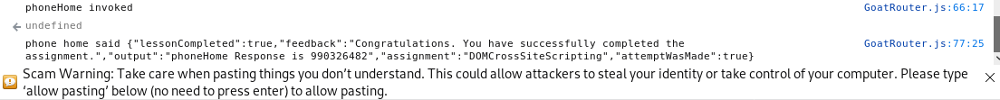 phoneHome invoked GoatRouter.js:66:17
← undefined
phone home said {"lessonCompleted":true,"feedback":"Congratulations. You have successfully completed the GoatRouter.js:77:25
assignment.","output":"phoneHome Response is 990326482","assignment":"DOMCrossSiteScripting","attemptWasMade":true}
Scam Warning: Take care when pasting things you don’t understand. This could allow attackers to steal your identity or take control of your computer. Please type
‘allow pasting’ below (no need to press enter) to allow pasting.